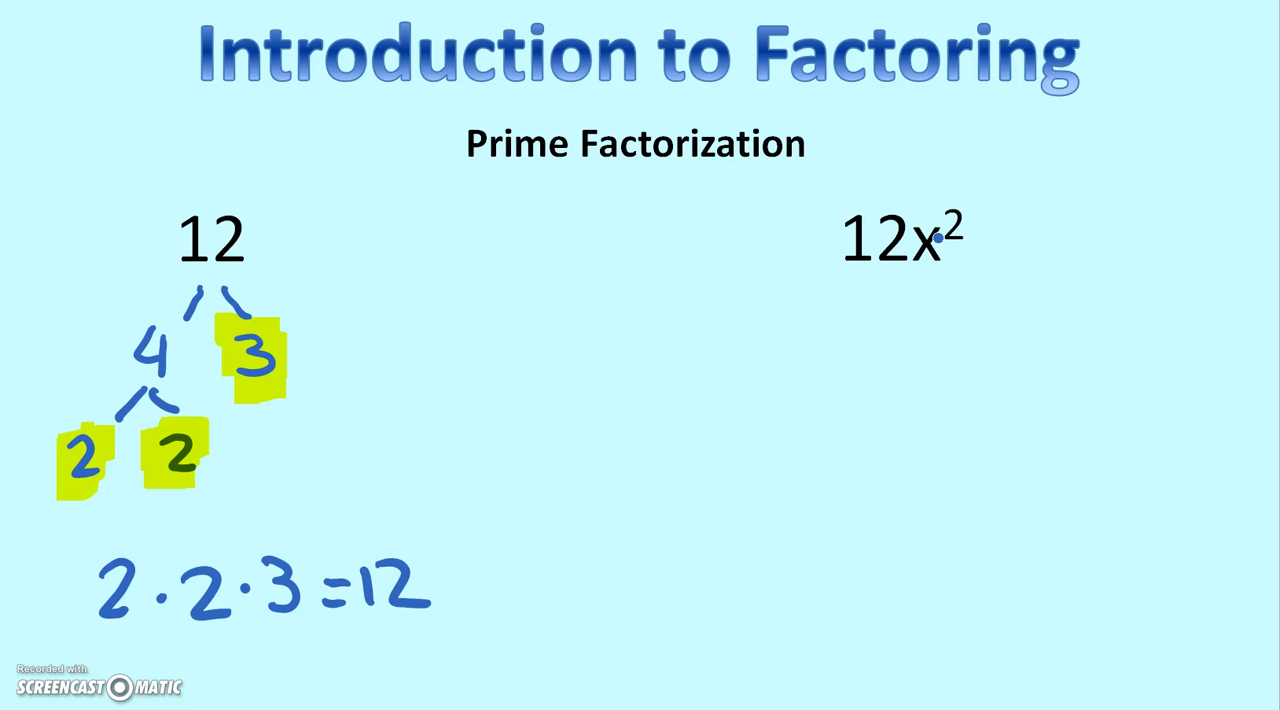 Introduction to Factoring
Prime Factorization
12
12x²
4 3
2 2
2 · 2 · 3 = 12
Recorded with
SCREENCAST-O-MATIC